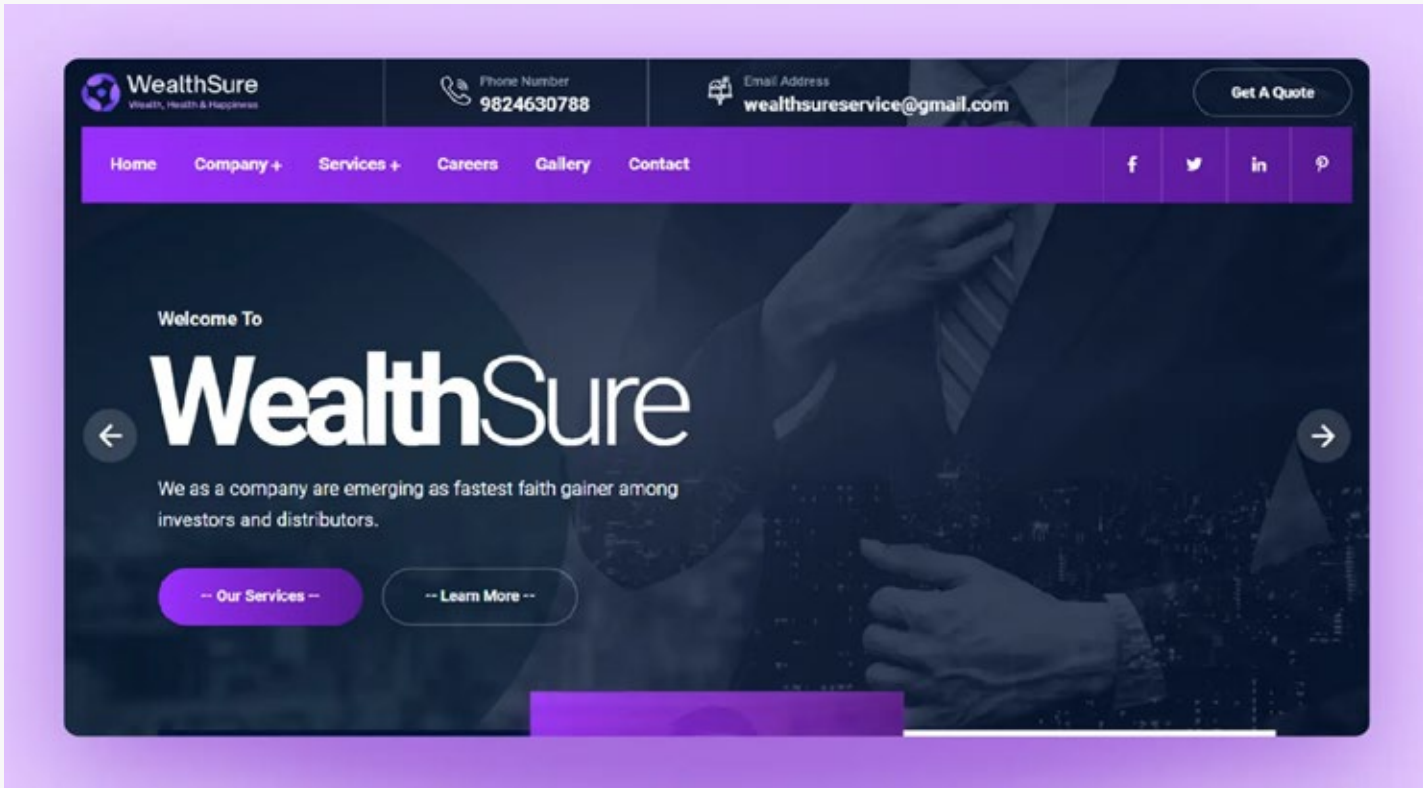 WealthSure
Wealth, Health & Happiness
Phone Number
9824630788
Email Address
wealthsureservice@gmail.com
Get A Quote
Home Company + Services + Careers Gallery Contact
Welcome To
WealthSure
We as a company are emerging as fastest faith gainer among
investors and distributors.
-- Our Services --
-- Learn More --